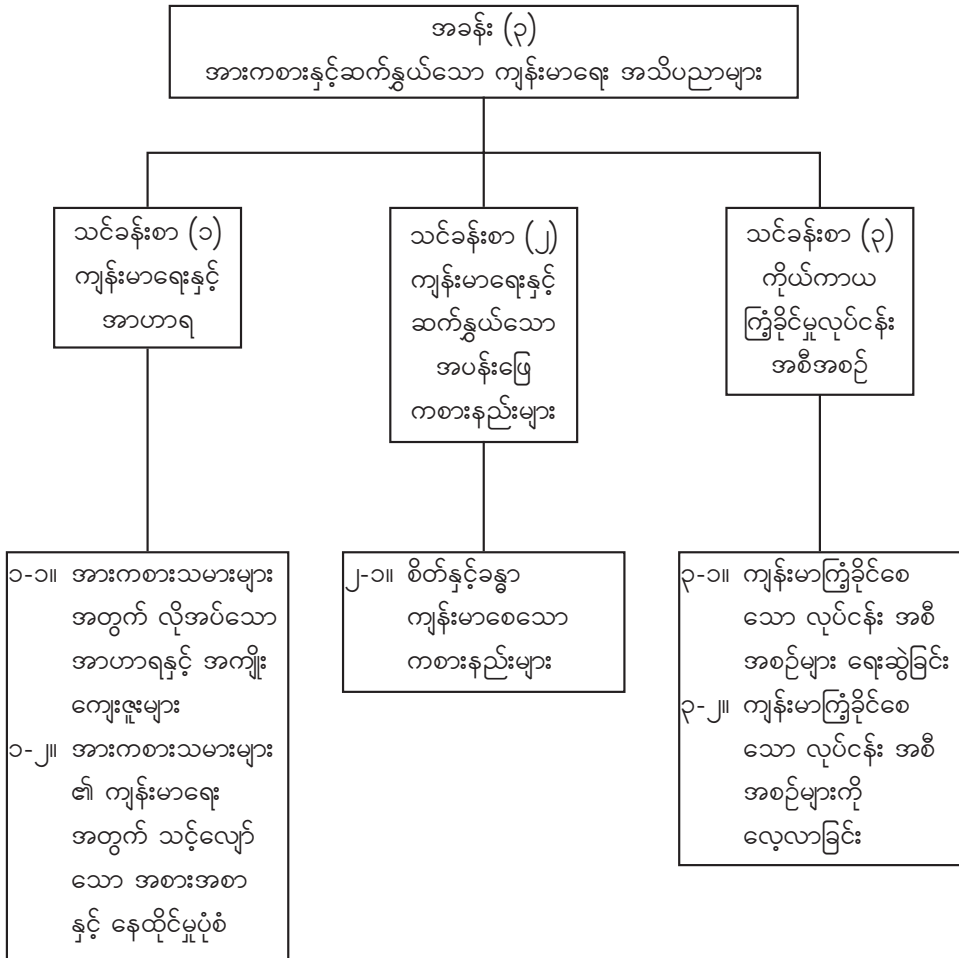 အခန်း (၃)
အားကစားနှင့်ဆက်နွှယ်သော ကျန်းမာရေး အသိပညာများ
သင်ခန်းစာ (၁)
ကျန်းမာရေးနှင့်
အာဟာရ
သင်ခန်းစာ (၂)
ကျန်းမာရေးနှင့်
ဆက်နွှယ်သော
အပန်းဖြေ
ကစားနည်းများ
သင်ခန်းစာ (၃)
ကိုယ်ကာယ
ကြံ့ခိုင်မှုလုပ်ငန်း
အစီအစဉ်
၁-၁။ အားကစားသမားများ
အတွက် လိုအပ်သော
အာဟာရနှင့် အကျိုး
ကျေးဇူးများ
၁-၂။ အားကစားသမားများ
၏ ကျန်းမာရေး
အတွက် သင့်လျော်
သော အစားအစာ
နှင့် နေထိုင်မှုပုံစံ
၂-၁။ စိတ်နှင့်ခန္ဓာ
ကျန်းမာစေသော
ကစားနည်းများ
၃-၁။ ကျန်းမာကြံ့ခိုင်စေ
သော လုပ်ငန်း အစီ
အစဉ်များ ရေးဆွဲခြင်း
၃-၂။ ကျန်းမာကြံ့ခိုင်စေ
သော လုပ်ငန်း အစီ
အစဉ်များကို
လေ့လာခြင်း